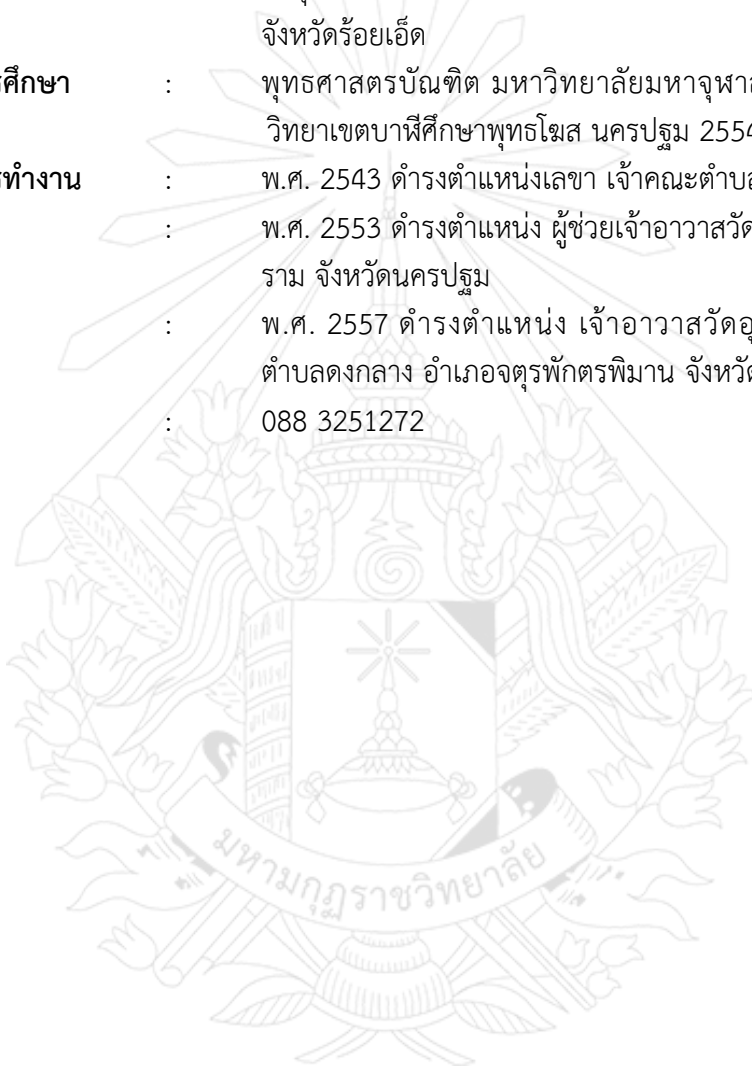 จังหวัดร้อยเอ็ด
ศึกษา : พุทธศาสตรบัณฑิต มหาวิทยาลัยมหาจุฬา
วิทยาเขตบาฬีศึกษาพุทธโฆส นครปฐม 2554
ทำงาน : พ.ศ. 2543 ดำรงตำแหน่งเลขา เจ้าคณะตำบล
: พ.ศ. 2553 ดำรงตำแหน่ง ผู้ช่วยเจ้าอาวาสวัด
ราม จังหวัดนครปฐม
: พ.ศ. 2557 ดำรงตำแหน่ง เจ้าอาวาสวัด
ตำบลดงกลาง อำเภอจตุรพักตรพิมาน จังหวัด
: 088 3251272
มหามกุฏราชวิทยาลัย